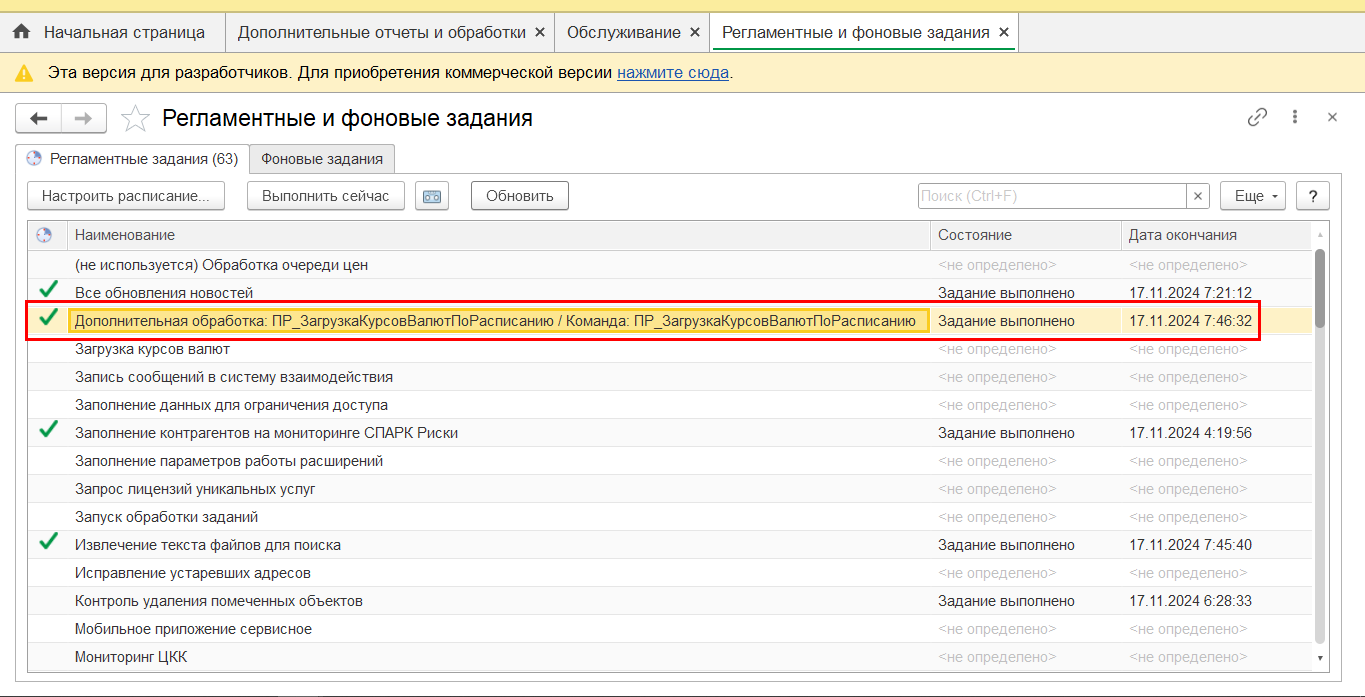 Начальная страница Дополнительные отчеты и обработки × Обслуживание × Регламентные и фоновые задания ×
Эта версия для разработчиков. Для приобретения коммерческой версии нажмите сюда.
Регламентные и фоновые задания
Регламентные задания (63) Фоновые задания
Настроить расписание... Выполнить сейчас Обновить Поиск (Ctrl+F) × Еще ?
Наименование Состояние Дата окончания
(не используется) Обработка очереди цен <не определено> <не определено>
Все обновления новостей Задание выполнено 17.11.2024 7:21:12
Дополнительная обработка: ПР_ЗагрузкаКурсовВалютПоРасписанию / Команда: ПР_ЗагрузкаКурсовВалютПоРасписанию Задание выполнено 17.11.2024 7:46:32
Загрузка курсов валют <не определено> <не определено>
Запись сообщений в систему взаимодействия <не определено> <не определено>
Заполнение данных для ограничения доступа <не определено> <не определено>
Заполнение контрагентов на мониторинге СПАРК Риски Задание выполнено 17.11.2024 4:19:56
Заполнение параметров работы расширений <не определено> <не определено>
Запрос лицензий уникальных услуг <не определено> <не определено>
Запуск обработки заданий <не определено> <не определено>
Извлечение текста файлов для поиска Задание выполнено 17.11.2024 7:45:40
Исправление устаревших адресов <не определено> <не определено>
Контроль удаления помеченных объектов Задание выполнено 17.11.2024 6:28:33
Мобильное приложение сервисное <не определено> <не определено>
Мониторинг ЦКК <не определено> <не определено>